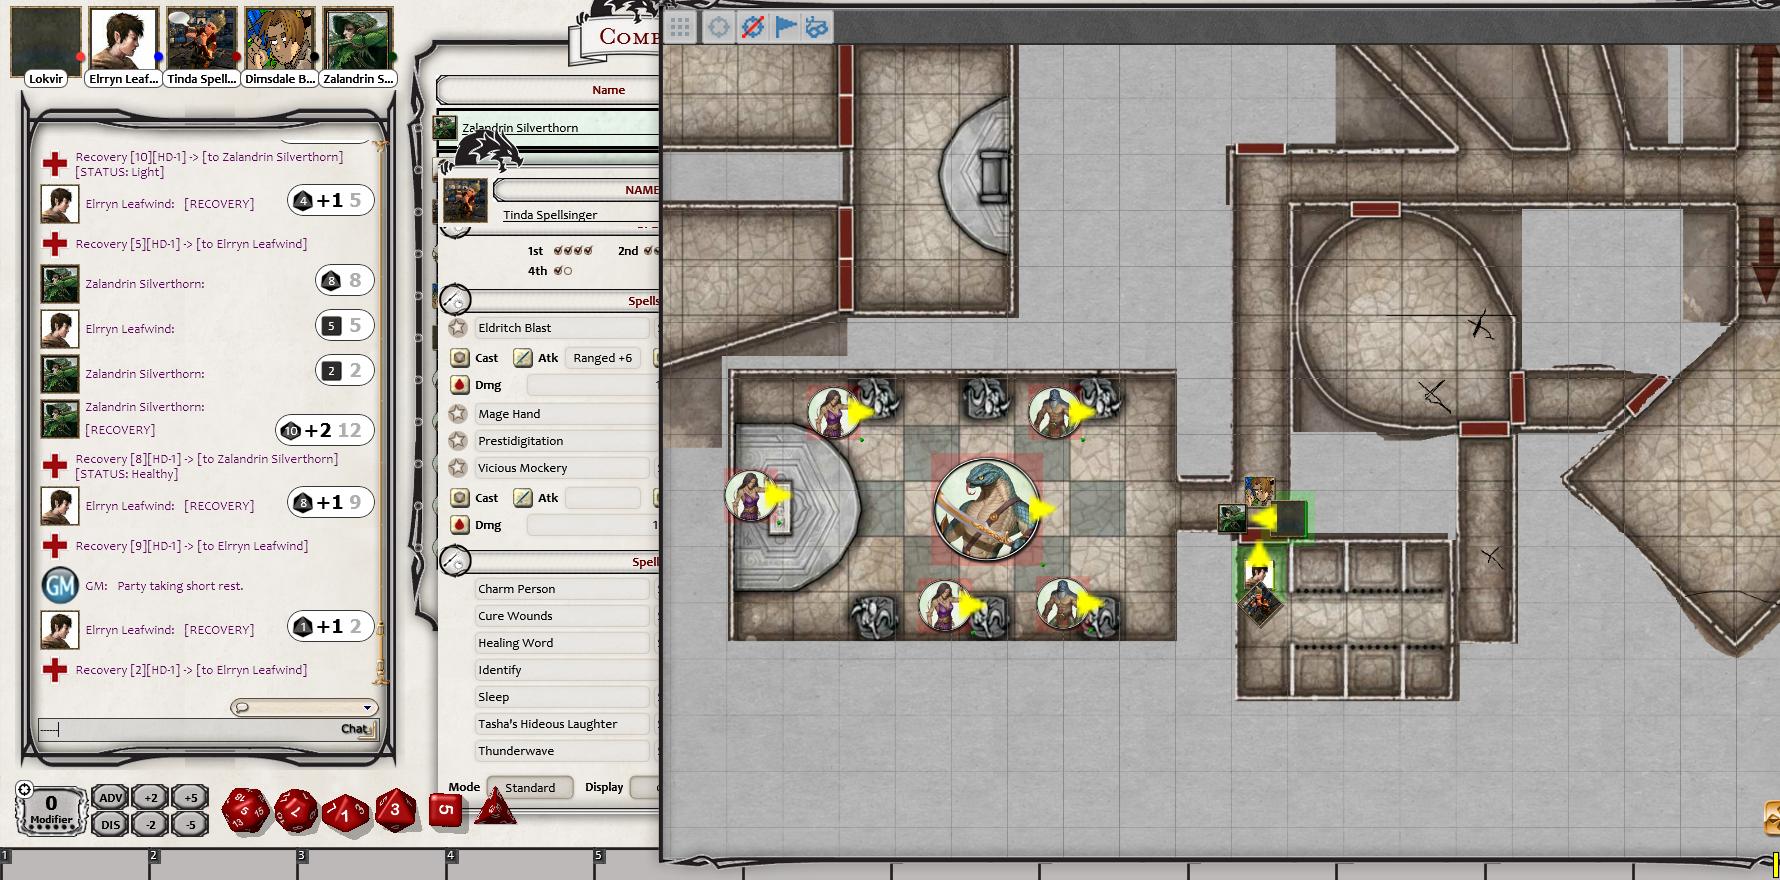 Lokvir
Elrryn Leaf...
Tinda Spell...
Dimsdale B...
Zalandrin S...
Recovery [10][HD-1] -> [to Zalandrin Silverthorn]
[STATUS: Light]
Elrryn Leafwind: [RECOVERY]
4 +1 5
Recovery [5][HD-1] -> [to Elrryn Leafwind]
Zalandrin Silverthorn:
8 8
Elrryn Leafwind:
5 5
Zalandrin Silverthorn:
2 2
Zalandrin Silverthorn:
[RECOVERY]
10 +2 12
Recovery [8][HD-1] -> [to Zalandrin Silverthorn]
[STATUS: Healthy]
Elrryn Leafwind: [RECOVERY]
8 +1 9
Recovery [9][HD-1] -> [to Elrryn Leafwind]
GM
GM: Party taking short rest.
Elrryn Leafwind: [RECOVERY]
1 +1 2
Recovery [2][HD-1] -> [to Elrryn Leafwind]
-----
Chat
0
Modifier
ADV +2 +5
DIS -2 -5
1 2 3 4 5
COMB
Name
Zalandrin Silverthorn
NAME
Tinda Spellsinger
1st 2nd
4th
Spells
Eldritch Blast
Cast Atk Ranged +6
Dmg
Mage Hand
Prestidigitation
Vicious Mockery
Cast Atk
Dmg 1
Spell
Charm Person
Cure Wounds
Healing Word
Identify
Sleep
Tasha's Hideous Laughter
Thunderwave
Mode Standard Display